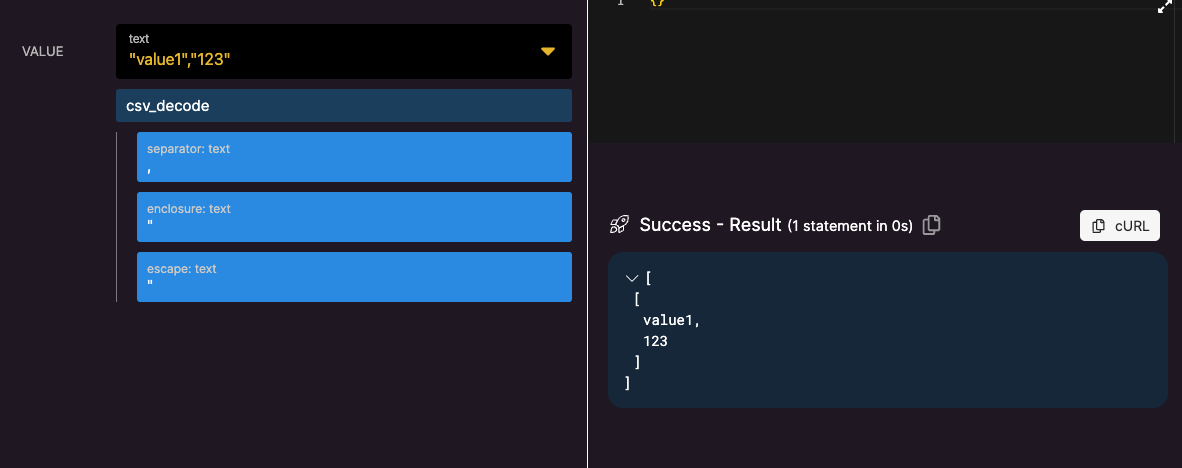 VALUE
text
"value1","123"
csv_decode
separator: text
,
enclosure: text
"
escape: text
"
1 {}
Success - Result (1 statement in 0s)
cURL
[
[
value1,
123
]
]